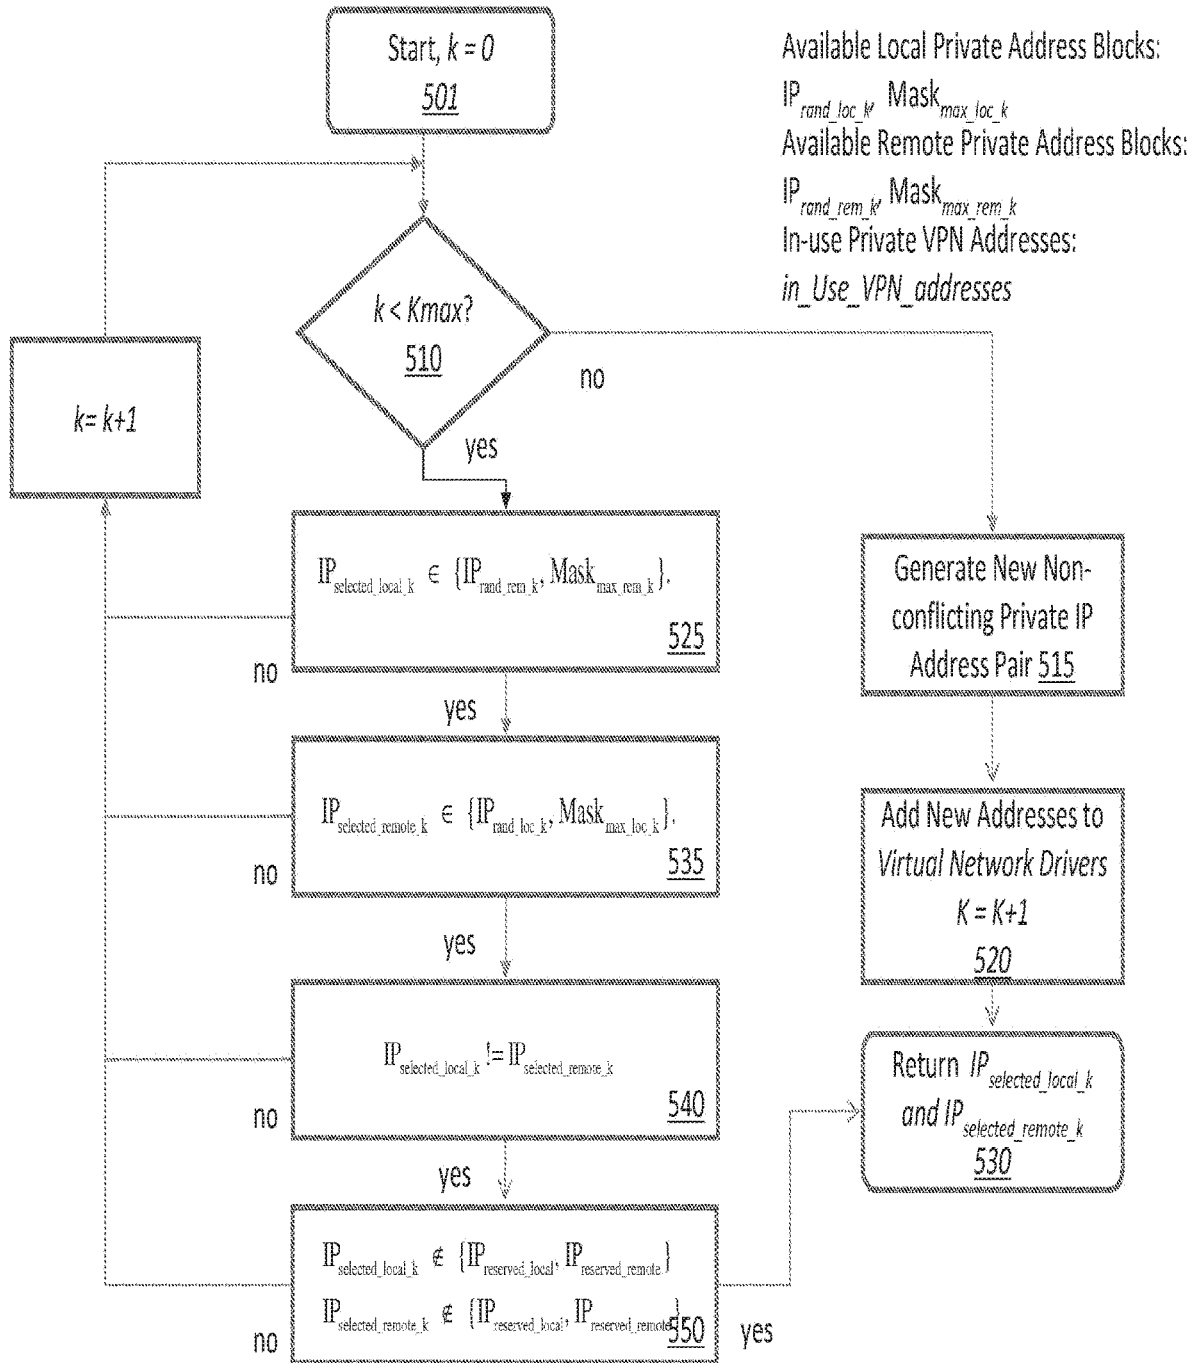 Start, k = 0
501
Available Local Private Address Blocks:
IP_rand_loc_k, Mask_max_loc_k
Available Remote Private Address Blocks:
IP_rand_rem_k, Mask_max_rem_k
In-use Private VPN Addresses:
in_Use_VPN_addresses
k < Kmax?
510
no
yes
k= k+1
IP_selected_local_k ∈ {IP_rand_rem_k, Mask_max_rem_k}.
525
no
yes
IP_selected_remote_k ∈ {IP_rand_loc_k, Mask_max_loc_k}.
535
no
yes
IP_selected_local_k != IP_selected_remote_k
540
no
yes
IP_selected_local_k ∉ {IP_reserved_local, IP_reserved_remote}
IP_selected_remote_k ∉ {IP_reserved_local, IP_reserved_remote}.
550
no
yes
Generate New Non-
conflicting Private IP
Address Pair 515
Add New Addresses to
Virtual Network Drivers
K = K+1
520
Return IP_selected_local_k
and IP_selected_remote_k
530